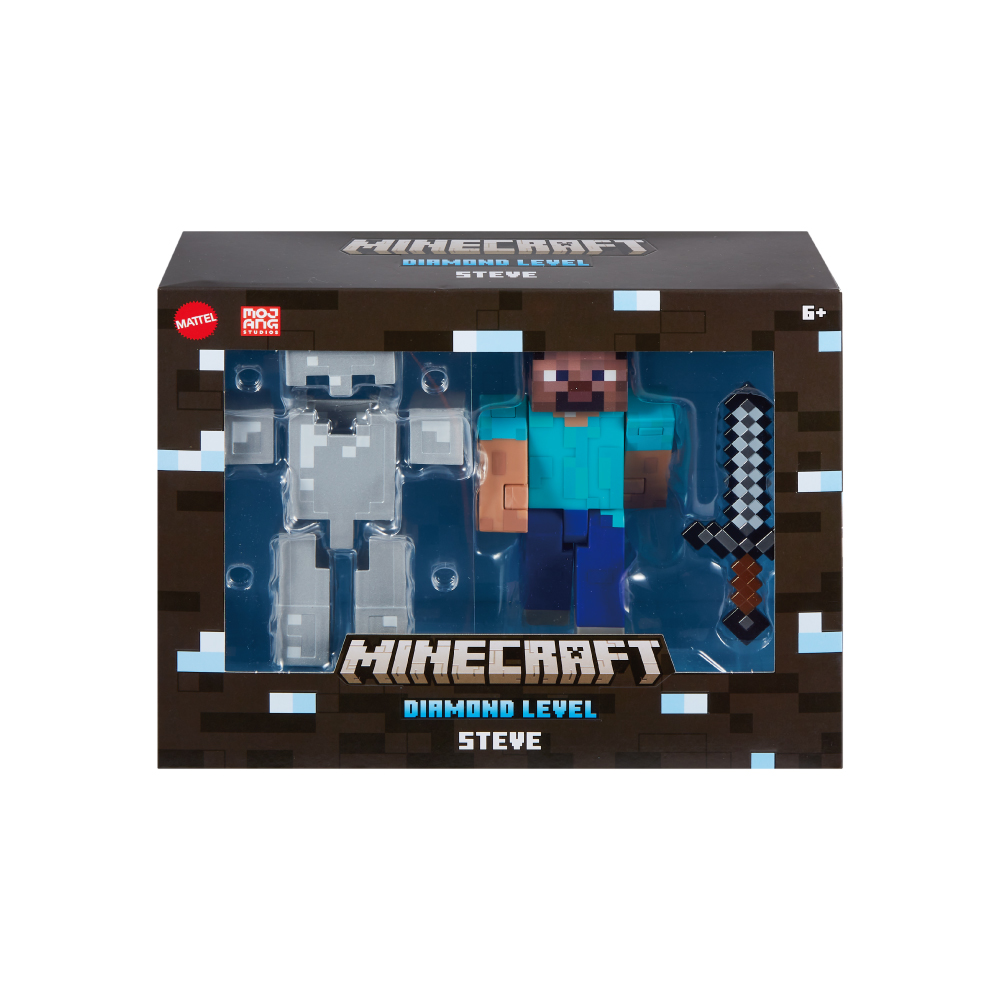 MINECRAFT
DIAMOND LEVEL
STEVE
MATTEL
MOJ
ANG
STUDIOS
6+
MINECRAFT
DIAMOND LEVEL
STEVE